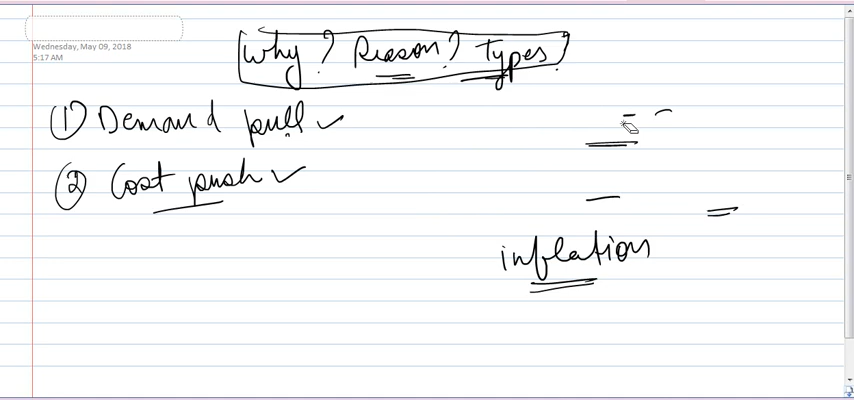 Why? Reason? Types?
Wednesday, May 09, 2018
5:17 AM
① Demand pull ✓
② Cost push ✓
inflation